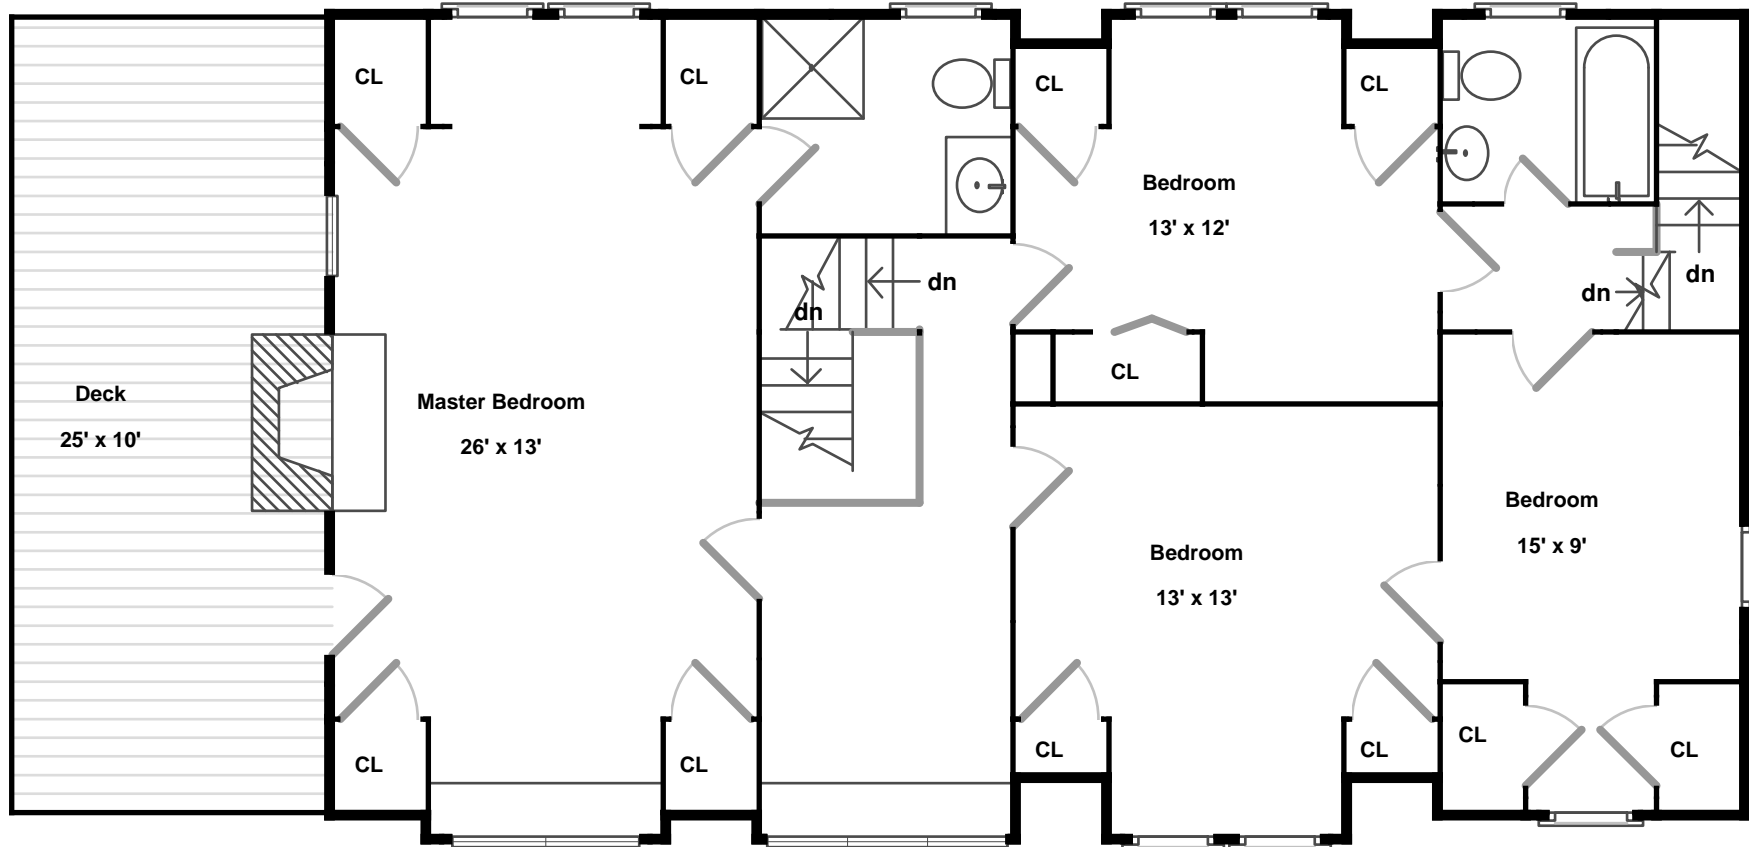 CL
CL
CL
CL
Bedroom
13' x 12'
dn
dn
dn
dn
CL
Deck
25' x 10'
Master Bedroom
26' x 13'
Bedroom
15' x 9'
Bedroom
13' x 13'
CL
CL
CL
CL
CL
CL